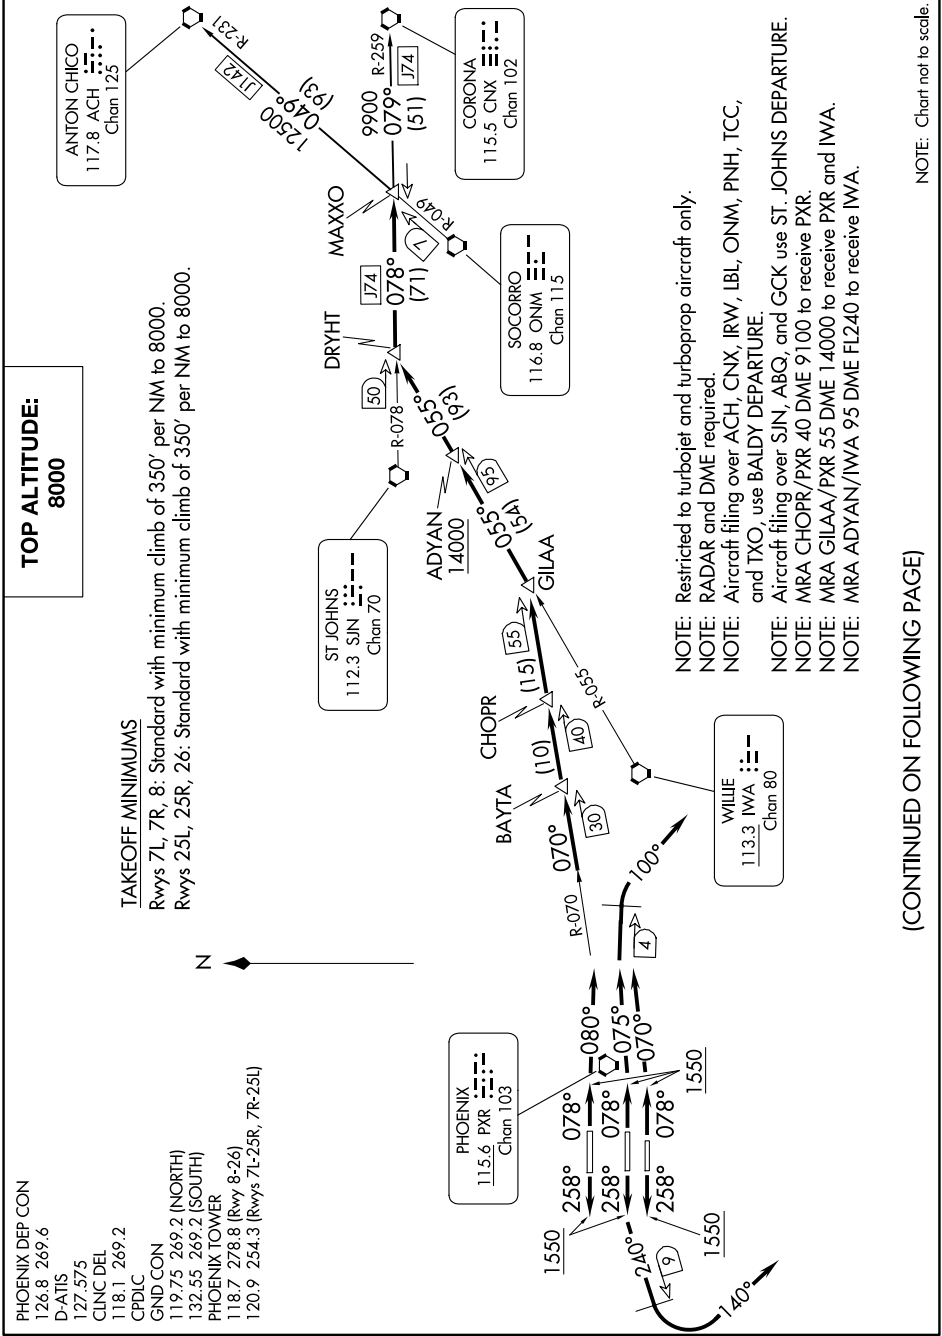 TOP ALTITUDE:
8000
PHOENIX DEP CON
126.8 269.6
D-ATIS
127.575
CLNC DEL
118.1 269.2
CPDLC
GND CON
119.75 269.2 (NORTH)
132.55 269.2 (SOUTH)
PHOENIX TOWER
118.7 278.8 (Rwy 8-26)
120.9 254.3 (Rwys 7L-25R, 7R-25L)
TAKEOFF MINIMUMS
Rwys 7L, 7R, 8: Standard with minimum climb of 350' per NM to 8000.
Rwys 25L, 25R, 26: Standard with minimum climb of 350' per NM to 8000.
N
ANTON CHICO
117.8 ACH
Chan 125
R-231
J142
(93)
049°
12500
R-259
J74
9900
079°
(51)
CORONA
115.5 CNX
Chan 102
MAXXO
R-049
7
SOCORRO
116.8 ONM
Chan 115
J74
078°
(71)
DRYHT
50
R-078
ST JOHNS
112.3 SJN
Chan 70
055°
(93)
ADYAN
14000
95
055°
(54)
GILAA
55
(15)
CHOPR
40
(10)
BAYTA
30
070°
R-070
R-055
WILLIE
113.3 IWA
Chan 80
100°
4
PHOENIX
115.6 PXR
Chan 103
080°
075°
070°
1550
078°
078°
078°
258°
258°
258°
1550
1550
240°
9
140°
NOTE: Restricted to turbojet and turboprop aircraft only.
NOTE: RADAR and DME required.
NOTE: Aircraft filing over ACH, CNX, IRW, LBL, ONM, PNH, TCC,
and TXO, use BALDY DEPARTURE.
NOTE: Aircraft filing over SJN, ABQ, and GCK use ST. JOHNS DEPARTURE.
NOTE: MRA CHOPR/PXR 40 DME 9100 to receive PXR.
NOTE: MRA GILAA/PXR 55 DME 14000 to receive PXR and IWA.
NOTE: MRA ADYAN/IWA 95 DME FL240 to receive IWA.
(CONTINUED ON FOLLOWING PAGE)
NOTE: Chart not to scale.